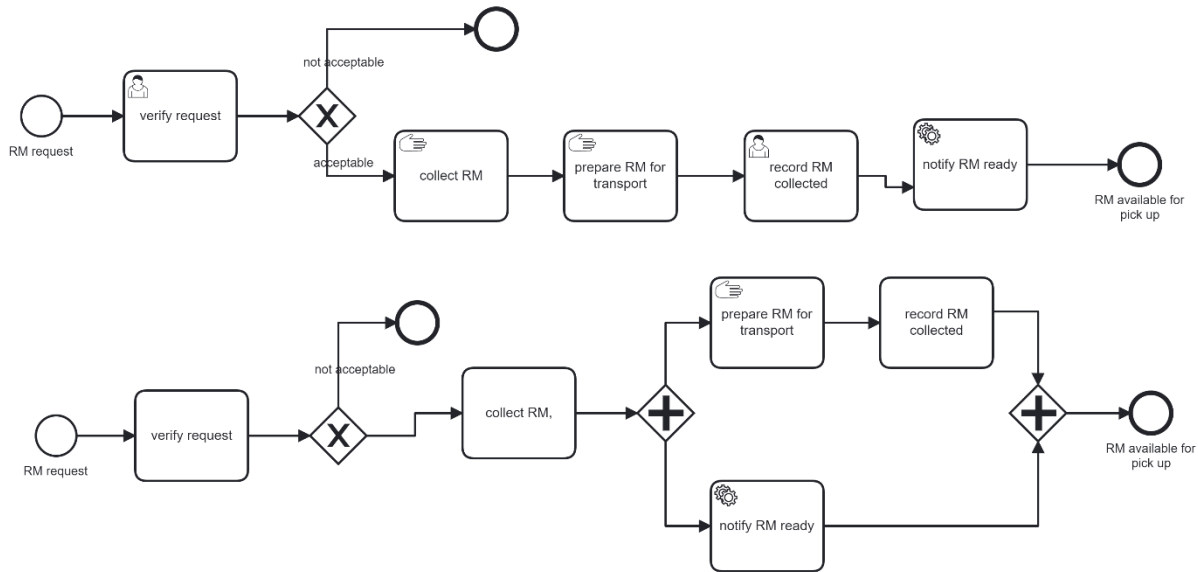 not acceptable
verify request
RM request
acceptable
collect RM
prepare RM for
transport
record RM
collected
notify RM ready
RM available for
pick up
not acceptable
verify request
RM request
collect RM,
prepare RM for
transport
record RM
collected
notify RM ready
RM available for
pick up